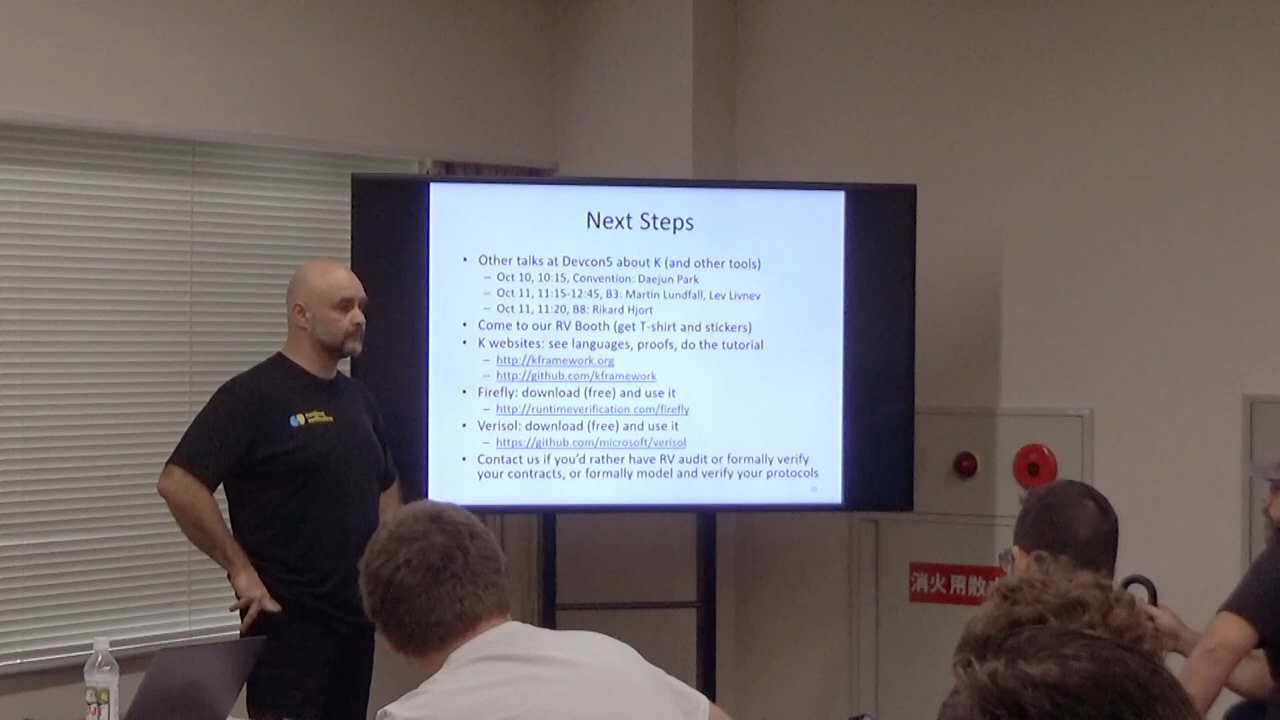 Next Steps
• Other talks at Devcon5 about K (and other tools)
– Oct 10, 10:15, Convention: Daejun Park
– Oct 11, 11:15-12:45, B3: Martin Lundfall, Lev Livnev
– Oct 11, 11:20, B8: Rikard Hjort
• Come to our RV Booth (get T-shirt and stickers)
• K websites: see languages, proofs, do the tutorial
– http://kframework.org
– http://github.com/kframework
• Firefly: download (free) and use it
– http://runtimeverification.com/firefly
• Verisol: download (free) and use it
– https://github.com/microsoft/verisol
• Contact us if you'd rather have RV audit or formally verify
your contracts, or formally model and verify your protocols
runtime
verification
消火用散